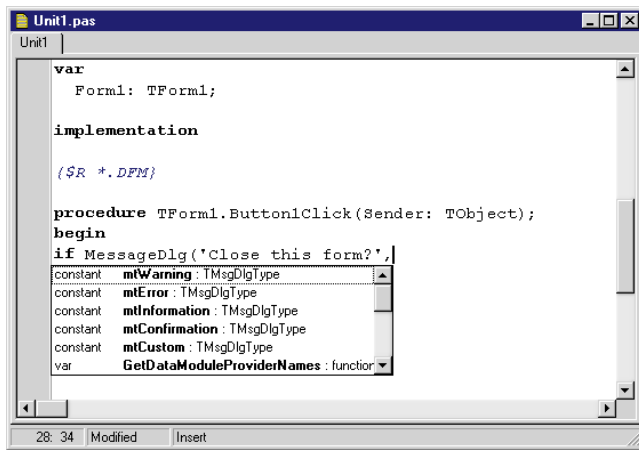 Unit1.pas
Unit1
var
Form1: TForm1;
implementation
{$R *.DFM}
procedure TForm1.Button1Click(Sender: TObject);
begin
if MessageDlg('Close this form?',
constant mtWarning : TMsgDlgType
constant mtError : TMsgDlgType
constant mtInformation : TMsgDlgType
constant mtConfirmation : TMsgDlgType
constant mtCustom : TMsgDlgType
var GetDataModuleProviderNames : function
28: 34 Modified Insert